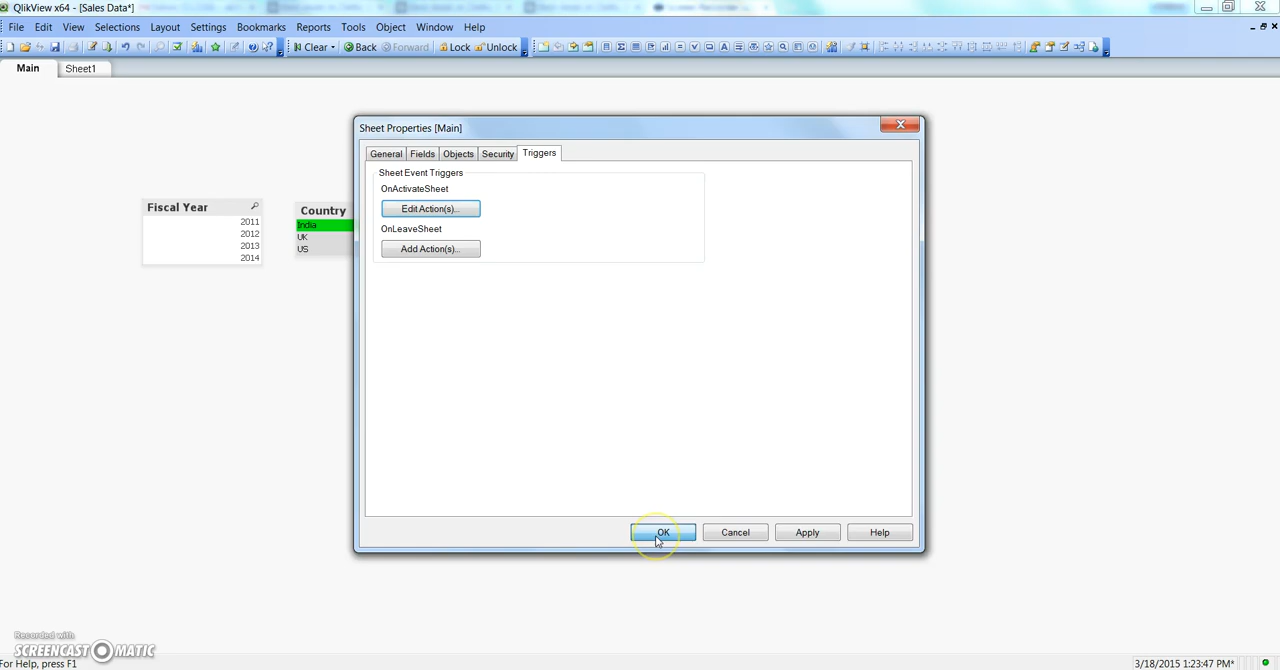 QlikView x64 - [Sales Data*]
File Edit View Selections Layout Settings Bookmarks Reports Tools Object Window Help
Clear Back Forward Lock Unlock
Main Sheet1
Sheet Properties [Main]
General Fields Objects Security Triggers
Sheet Event Triggers
OnActivateSheet
Edit Action(s)...
OnLeaveSheet
Add Action(s)...
Fiscal Year
2011
2012
2013
2014
Country
India
UK
US
OK Cancel Apply Help
Recorded with
SCREENCAST MATIC
For Help, press F1
3/18/2015 1:23:47 PM*